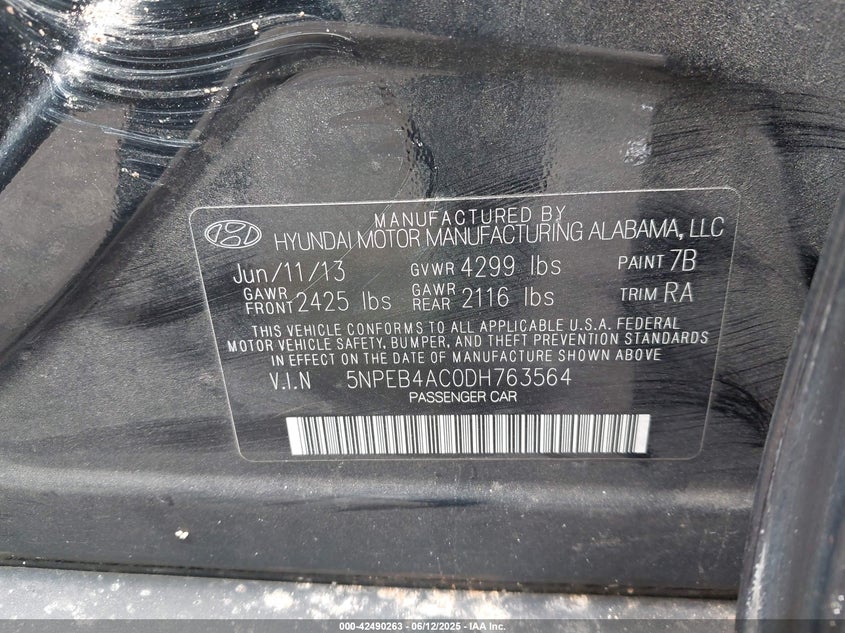 MANUFACTURED BY
HYUNDAI MOTOR MANUFACTURING ALABAMA, LLC
Jun/11/13 GVWR 4299 lbs PAINT 7B
GAWR FRONT 2425 lbs GAWR REAR 2116 lbs TRIM RA
THIS VEHICLE CONFORMS TO ALL APPLICABLE U.S.A. FEDERAL
MOTOR VEHICLE SAFETY, BUMPER, AND THEFT PREVENTION STANDARDS
IN EFFECT ON THE DATE OF MANUFACTURE SHOWN ABOVE.
V.I.N 5NPEB4AC0DH763564
PASSENGER CAR
000-42490263 - 06/12/2025 - IAA Inc.